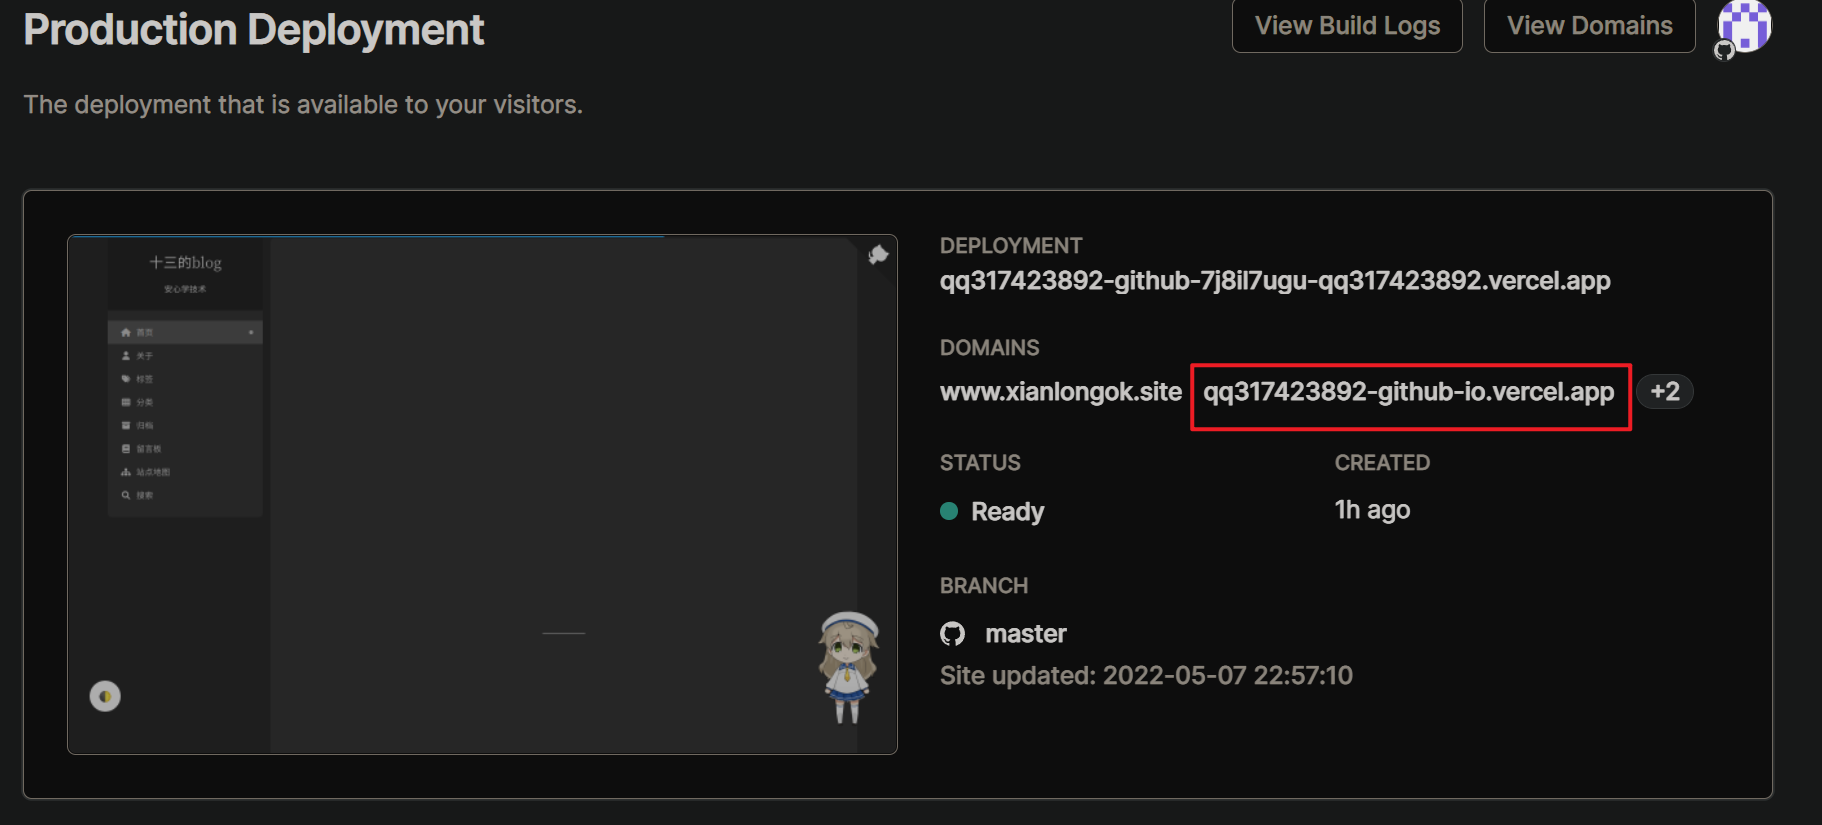 Production Deployment
View Build Logs
View Domains
The deployment that is available to your visitors.
十三的blog
安心学技术
首页
关于
标签
分类
归档
留言板
站点地图
搜索
DEPLOYMENT
qq317423892-github-7j8il7ugu-qq317423892.vercel.app
DOMAINS
www.xianlongok.site qq317423892-github-io.vercel.app +2
STATUS
Ready
CREATED
1h ago
BRANCH
master
Site updated: 2022-05-07 22:57:10